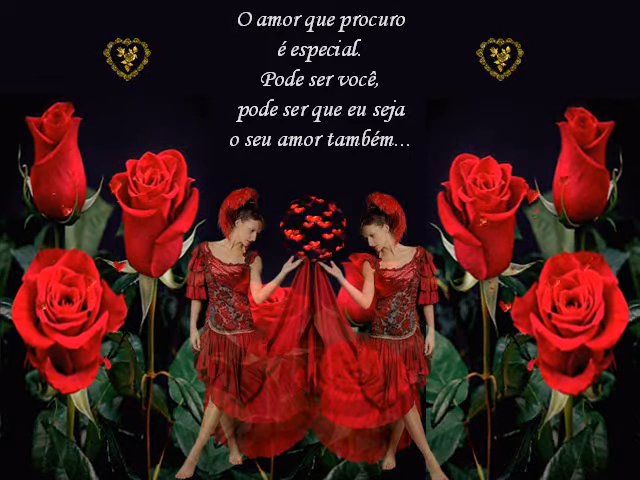 O amor que procuro
é especial.
Pode ser você,
pode ser que eu seja
o seu amor também...